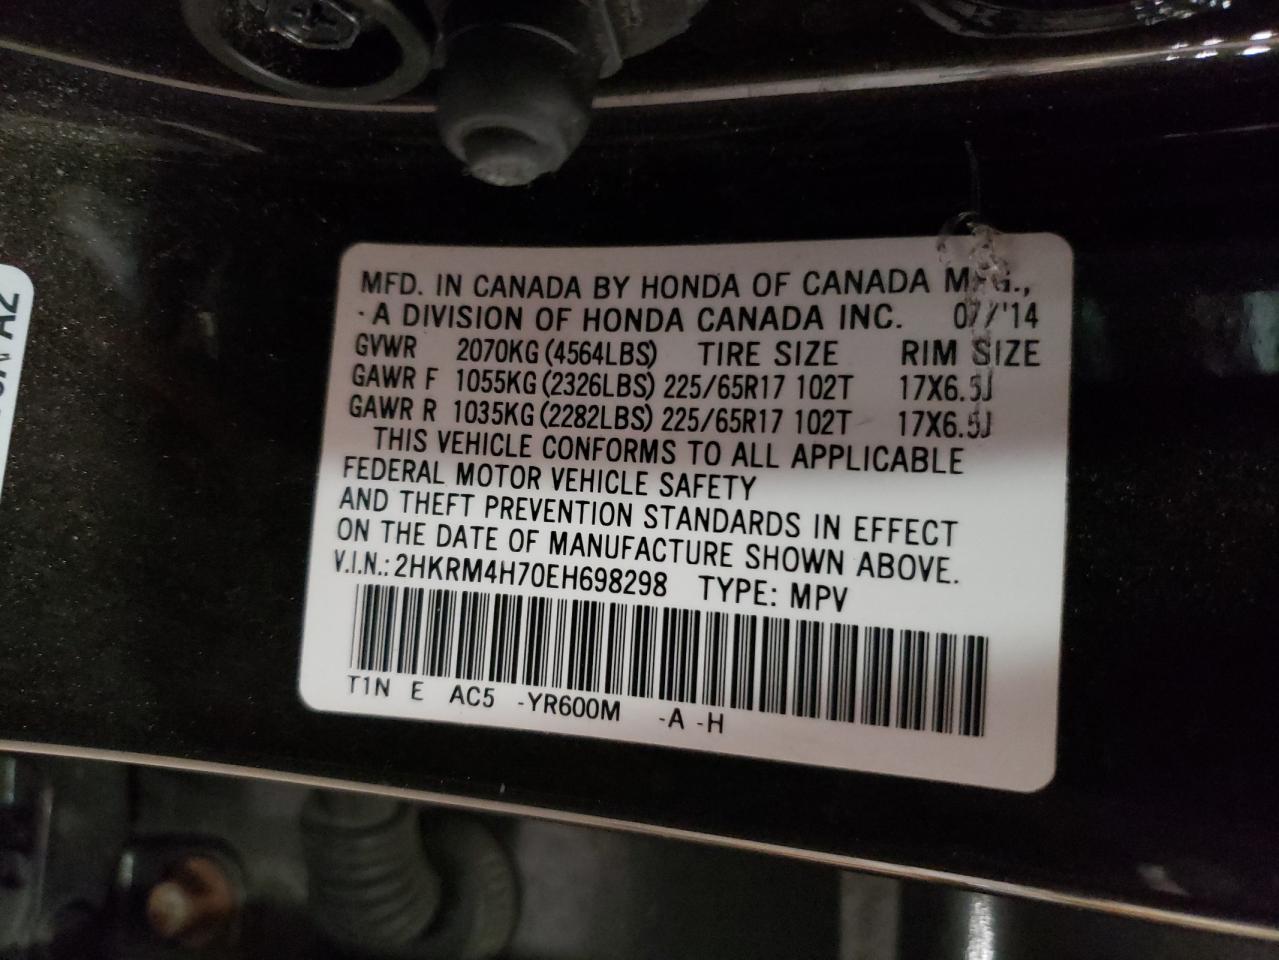 MFD. IN CANADA BY HONDA OF CANADA MFG.,
A DIVISION OF HONDA CANADA INC. 07/'14
GVWR 2070KG (4564LBS) TIRE SIZE RIM SIZE
GAWR F 1055KG (2326LBS) 225/65R17 102T 17X6.5J
GAWR R 1035KG (2282LBS) 225/65R17 102T 17X6.5J
THIS VEHICLE CONFORMS TO ALL APPLICABLE
FEDERAL MOTOR VEHICLE SAFETY
AND THEFT PREVENTION STANDARDS IN EFFECT
ON THE DATE OF MANUFACTURE SHOWN ABOVE.
V.I.N.: 2HKRM4H70EH698298 TYPE: MPV
T1N E AC5 -YR600M -A -H
A2